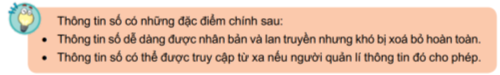 Thông tin số có những đặc điểm chính sau:
• Thông tin số dễ dàng được nhân bản và lan truyền nhưng khó bị xoá bỏ hoàn toàn.
• Thông tin số có thể được truy cập từ xa nếu người quản lí thông tin đó cho phép.